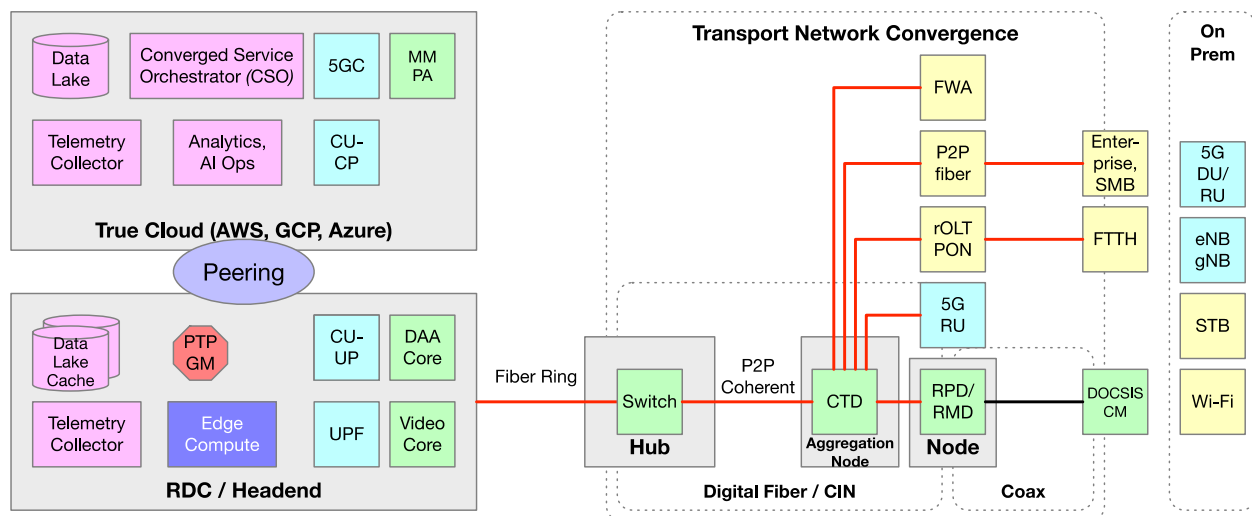 Data
Lake
Converged Service
Orchestrator (CSO)
5GC
MM
PA
Telemetry
Collector
Analytics,
AI Ops
CU-
CP
True Cloud (AWS, GCP, Azure)
Peering
Data
Lake
Cache
PTP
GM
CU-
UP
DAA
Core
Telemetry
Collector
Edge
Compute
UPF
Video
Core
RDC / Headend
Fiber Ring
Transport Network Convergence
FWA
P2P
fiber
Enter-
prise,
SMB
rOLT
PON
FTTH
5G
RU
Switch
Hub
P2P
Coherent
CTD
Aggregation
Node
RPD/
RMD
Node
DOCSIS
CM
Digital Fiber / CIN
Coax
On
Prem
5G
DU/
RU
eNB
gNB
STB
Wi-Fi